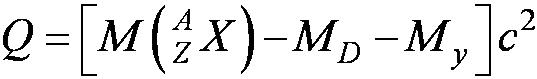 Q = [M(^A_Z X) − M_D − M_y]c^2